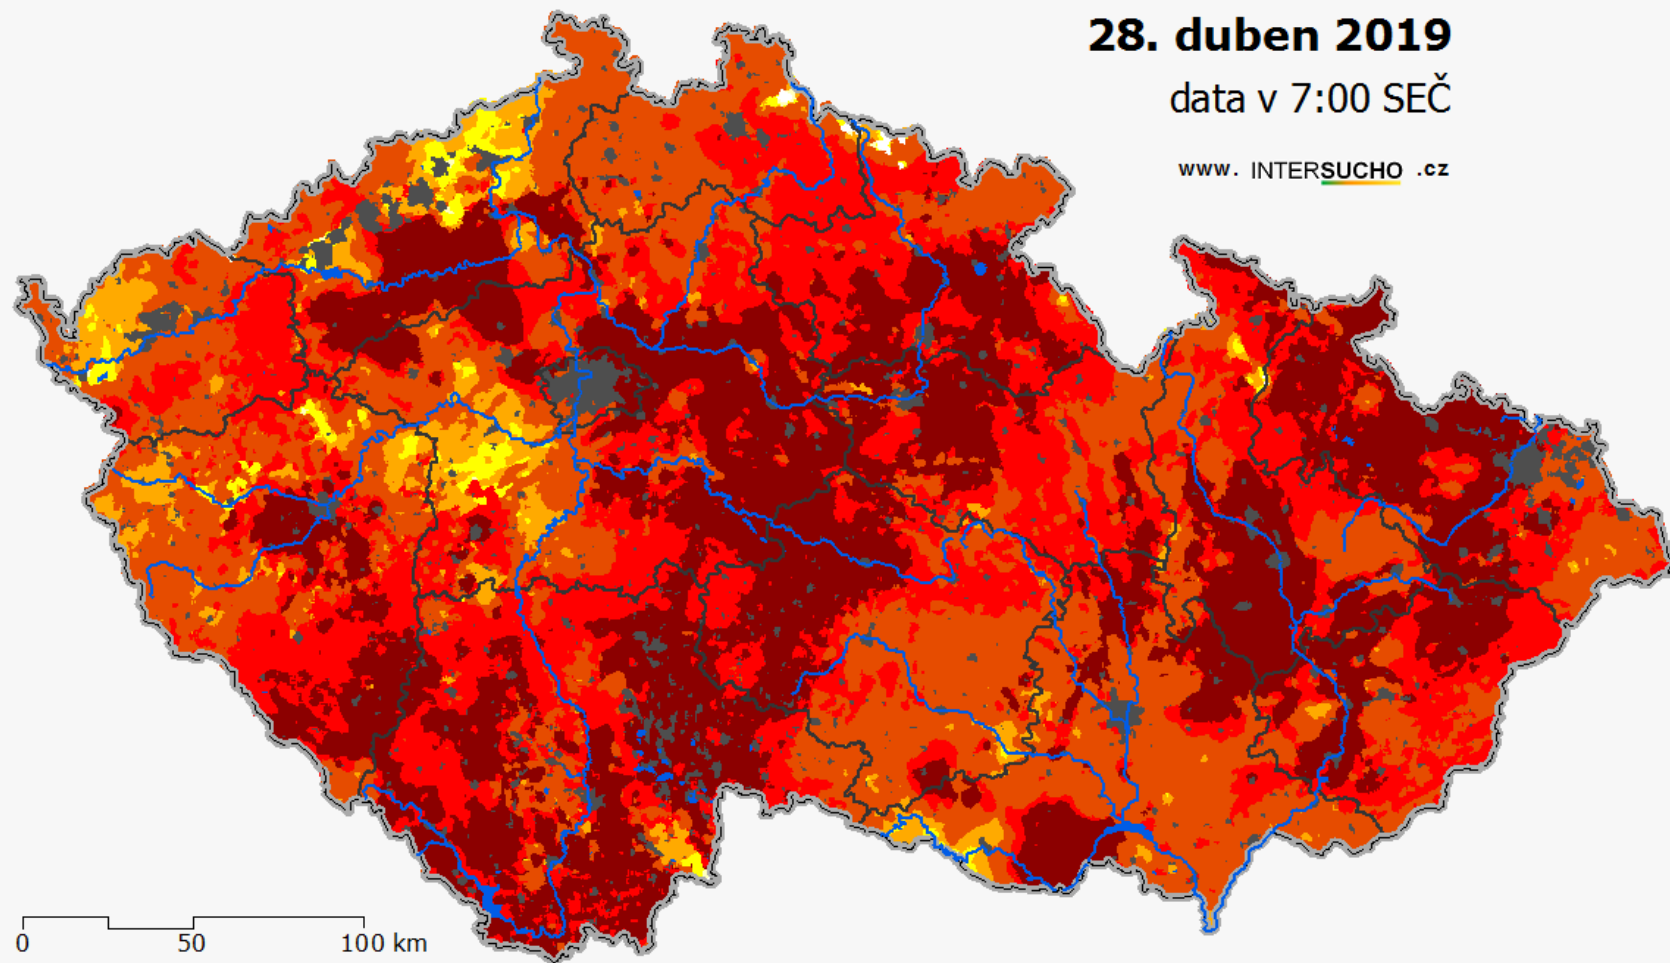 28. duben 2019
data v 7:00 SEČ
www. INTERSUCHO .cz
0 50 100 km